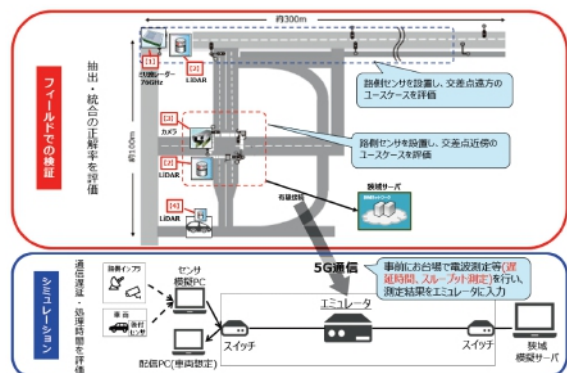 約300m
[1]
ミリ波レーダー
79GHz
[2]
LiDAR
路側センサを設置し、交差点遠方の
ユースケースを評価
フィールドでの検証
抽出・統合の正解率を評価
約100m
[3]
カメラ
[2]
LiDAR
路側センサを設置し、交差点近傍の
ユースケースを評価
[4]
LiDAR
有線接続
狭域サーバ
5G通信
事前にお台場で電波測定等(遅
延時間、スループット測定)を行い、
測定結果をエミュレータに入力
シミュレーション
通信遅延・処理時間を評価
路側インフラ
車両
後付
センサ
センサ
模擬PC
配信PC(車両想定)
スイッチ
エミュレータ
スイッチ
狭域
模擬サーバ